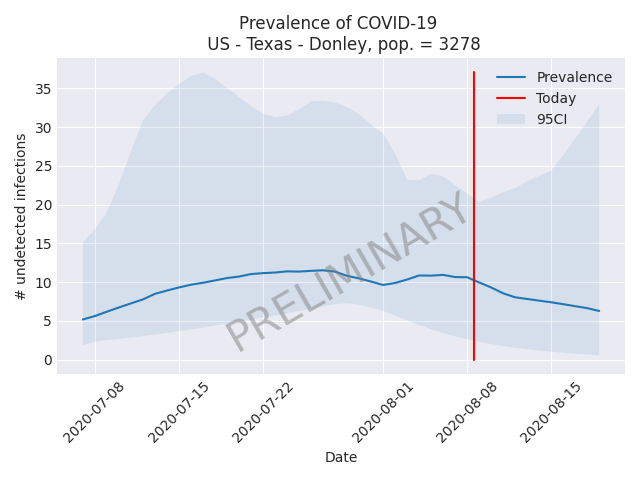 Prevalence of COVID-19
US - Texas - Donley, pop. = 3278
# undetected infections
35
30
25
20
15
10
5
0
Prevalence
Today
95CI
PRELIMINARY
2020-07-08
2020-07-15
2020-07-22
2020-08-01
2020-08-08
2020-08-15
Date